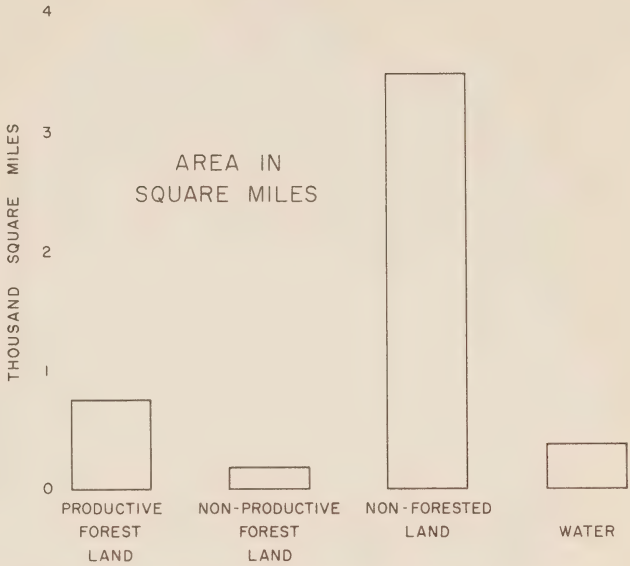 AREA IN
SQUARE MILES
THOUSAND SQUARE MILES
4
3
2
1
0
PRODUCTIVE
FOREST
LAND
NON-PRODUCTIVE
FOREST
LAND
NON-FORESTED
LAND
WATER